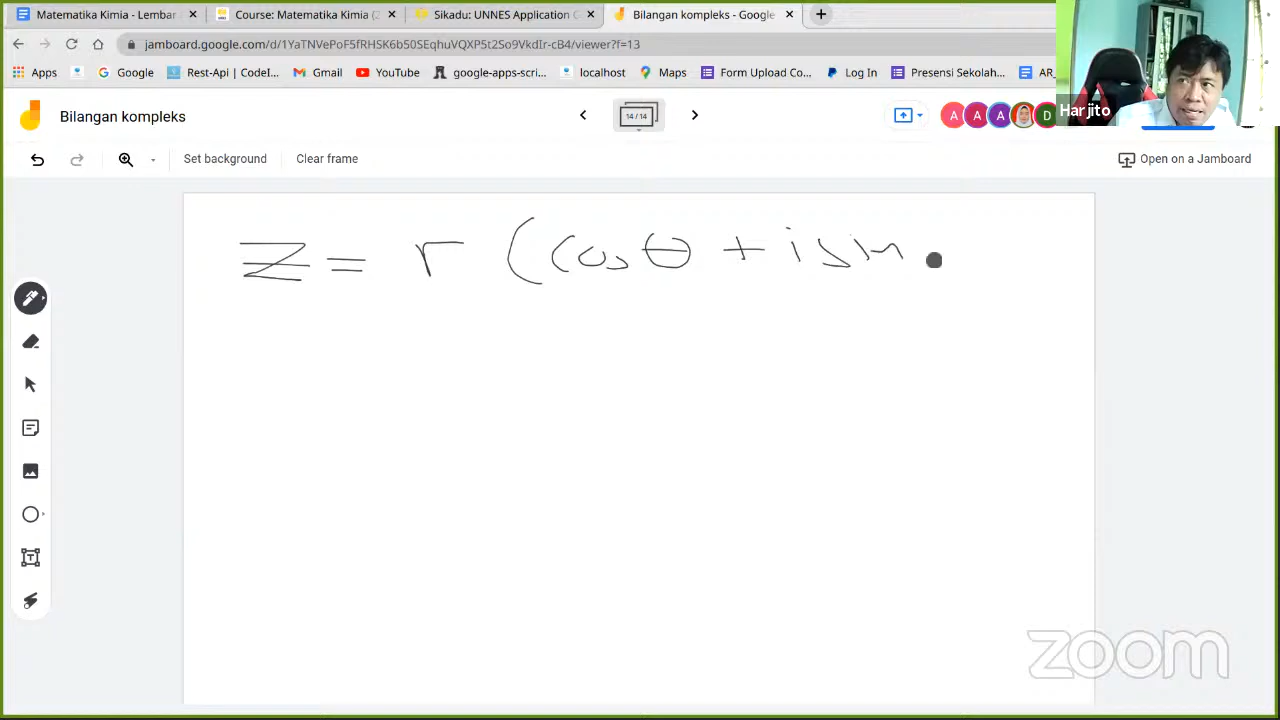 Matematika Kimia - Lembar
Course: Matematika Kimia (2
Sikadu: UNNES Application C
Bilangan kompleks - Google
jamboard.google.com/d/1YaTNVePoF5fRHSK6b50SEqhuVQXP5t2So9VkdIr-cB4/viewer?f=13
Apps Google Rest-Api | CodeI... Gmail YouTube google-apps-scri... localhost Maps Form Upload Co... Log In Presensi Sekolah... AR_
Harjito
Bilangan kompleks
14 / 14
A A A D
Set background Clear frame
Open on a Jamboard
z = r (cos θ + i sin
zoom